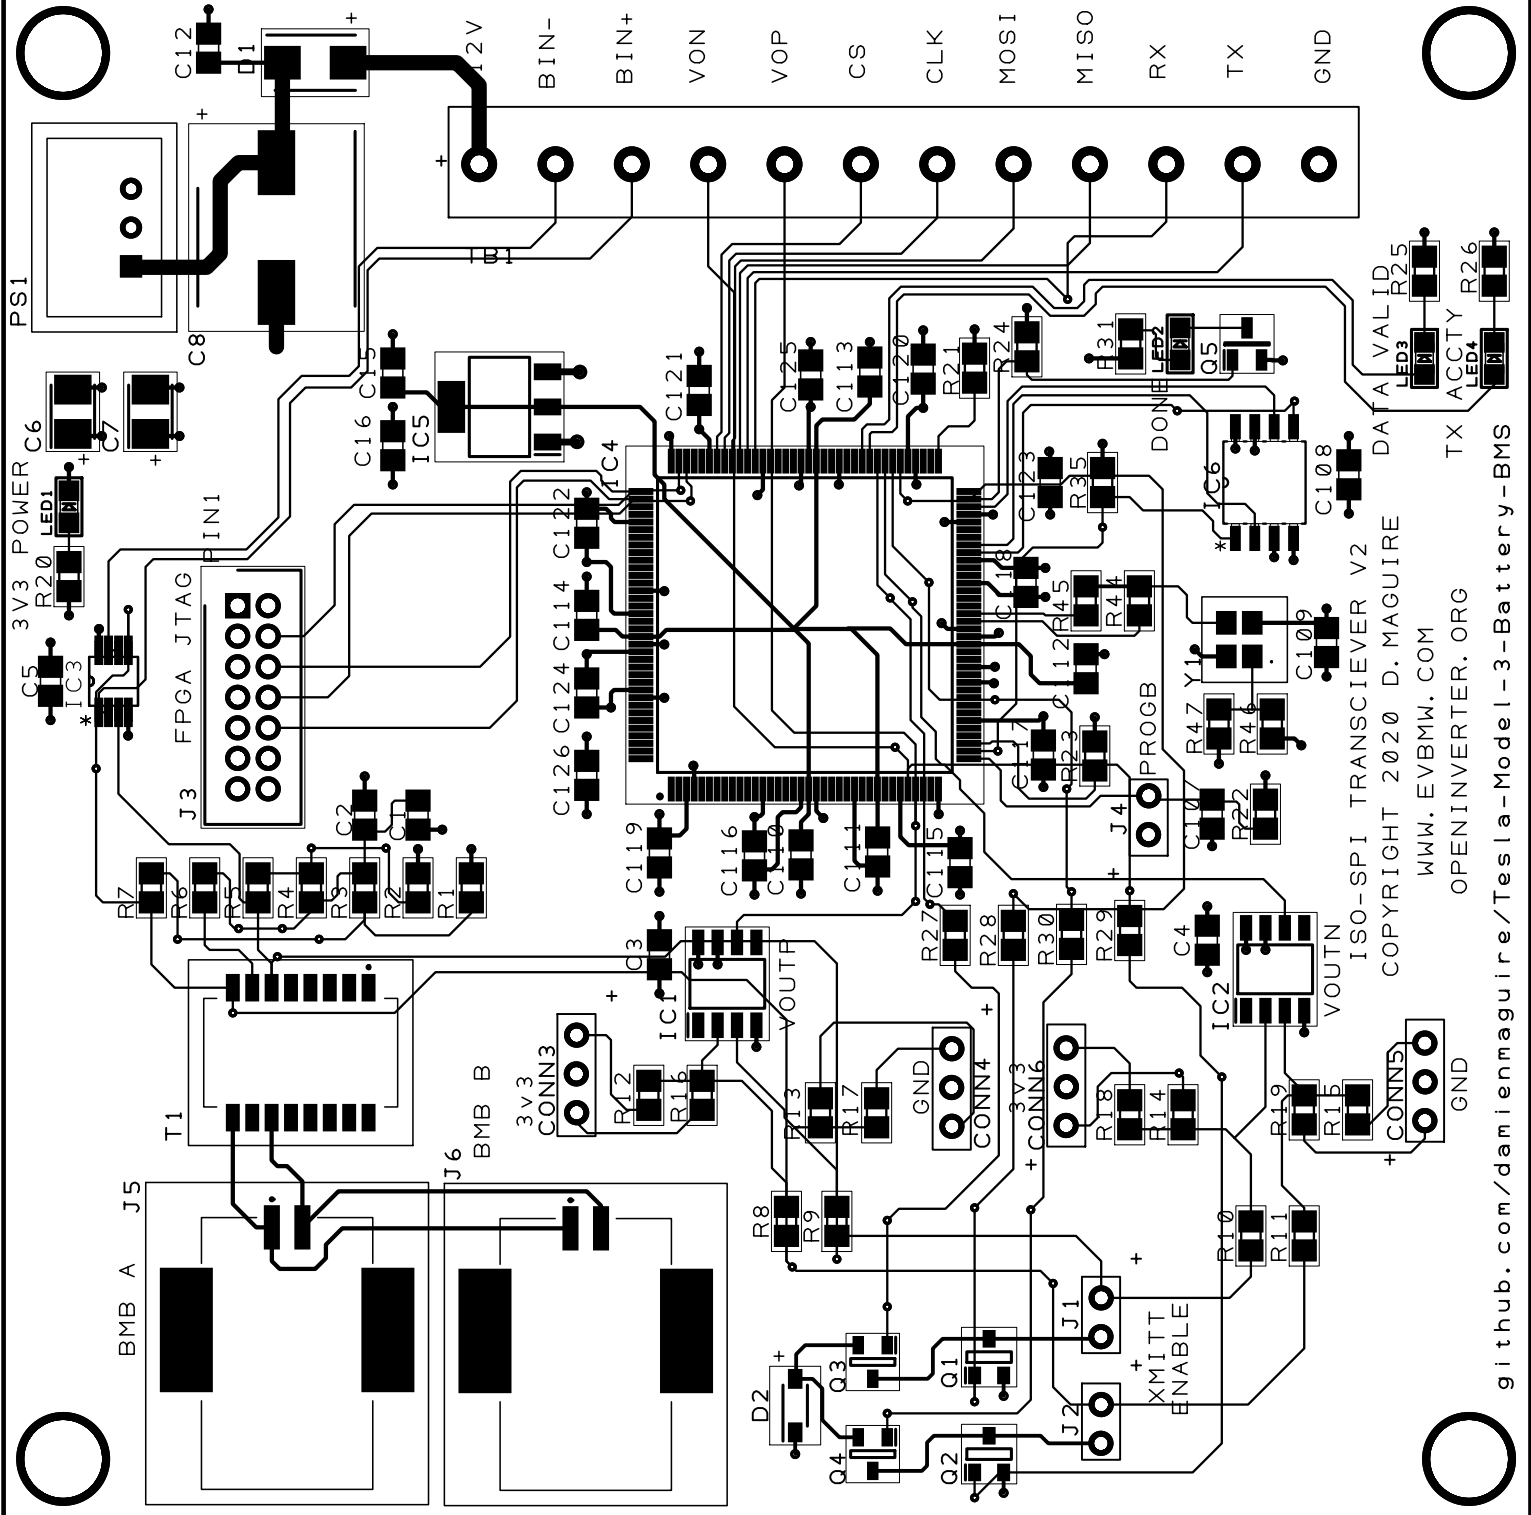 C12
D1
12V
BIN-
BIN+
VON
VOP
CS
CLK
MOSI
MISO
RX
TX
GND
TB1
PS1
C8
C6
C7
C15
C16
IC5
C121
C125
C113
C120
R21
R24
R31
LED2
Q5
DONE
DATA VALID
R25
LED3
TX ACCTY
R26
LED4
3V3 POWER
LED1
R20
PIN1
FPGA JTAG
J3
C5
IC3
*
IC4
C122
C114
C124
C126
C123
R35
IC6
*
C108
C118
R45
R44
C112
Y1
C109
R47
R46
C117
R23
PROGB
J4
C110
R22
C2
C1
C119
C116
C110
C111
C115
R7
R6
R5
R4
R3
R2
R1
C3
IC1
VOUTP
R27
R28
R30
R29
C4
IC2
VOUTN
ISO-SPI TRANSCIEVER V2
COPYRIGHT 2020 D.MAGUIRE
WWW.EVBMW.COM
OPENINVERTER.ORG
github.com/damienmaguire/Tesla-Model-3-Battery-BMS
T1
BMB B
3v3
CONN3
R12
R16
R13
R17
GND
CONN4
3v3
CONN6
R18
R14
R19
R15
CONN5
GND
J5
J6
BMB A
R8
R9
R10
R11
D2
Q3
Q4
Q1
Q2
J1
J2
XMITT
ENABLE